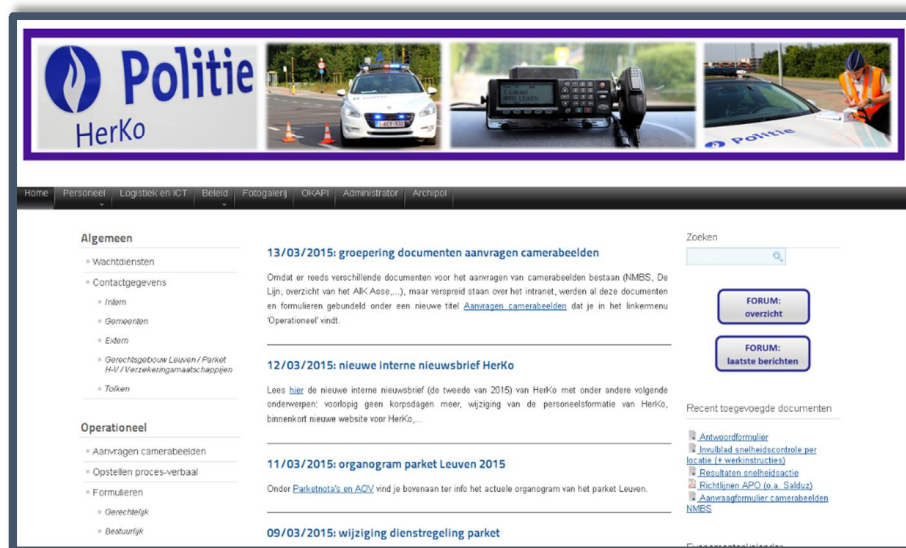 Politie
HerKo
POLITIE
Home Personeel Logistiek en ICT Beleid Fotogalerij OKAPI Administrator Archipol
Algemeen
Wachtdiensten
Contactgegevens
Intern
Gemeenten
Extern
Gerechtsgebouw Leuven / Parket
H-V / Verzekeringsmaatschappijen
Tolken
Operationeel
Aanvragen camerabeelden
Opstellen proces-verbaal
Formulieren
Gerechtelijk
Bestuurlijk
13/03/2015: groepering documenten aanvragen camerabeelden
Omdat er reeds verschillende documenten voor het aanvragen van camerabeelden bestaan (NMBS, De
Lijn, overzicht van het AIK Asse,...), maar verspreid staan over het intranet, werden al deze documenten
en formulieren gebundeld onder een nieuwe titel Aanvragen camerabeelden dat je in het linkermenu
'Operationeel' vindt.
12/03/2015: nieuwe interne nieuwsbrief HerKo
Lees hier de nieuwe interne nieuwsbrief (de tweede van 2015) van HerKo met onder andere volgende
onderwerpen: voorlopig geen korpsdagen meer, wijziging van de personeelsformatie van HerKo,
binnenkort nieuwe website voor HerKo,...
11/03/2015: organogram parket Leuven 2015
Onder Parketnota's en AOV vind je bovenaan ter info het actuele organogram van het parket Leuven.
09/03/2015: wijziging dienstregeling parket
Zoeken
FORUM:
overzicht
FORUM:
laatste berichten
Recent toegevoegde documenten
Antwoordformulier
Invulblad snelheidscontrole per
locatie (+ werkinstructies)
Resultaten snelheidsactie
Richtlijnen APO (o.a. Salduz)
Aanvraagformulier camerabeelden
NMBS
Evenementenkalender